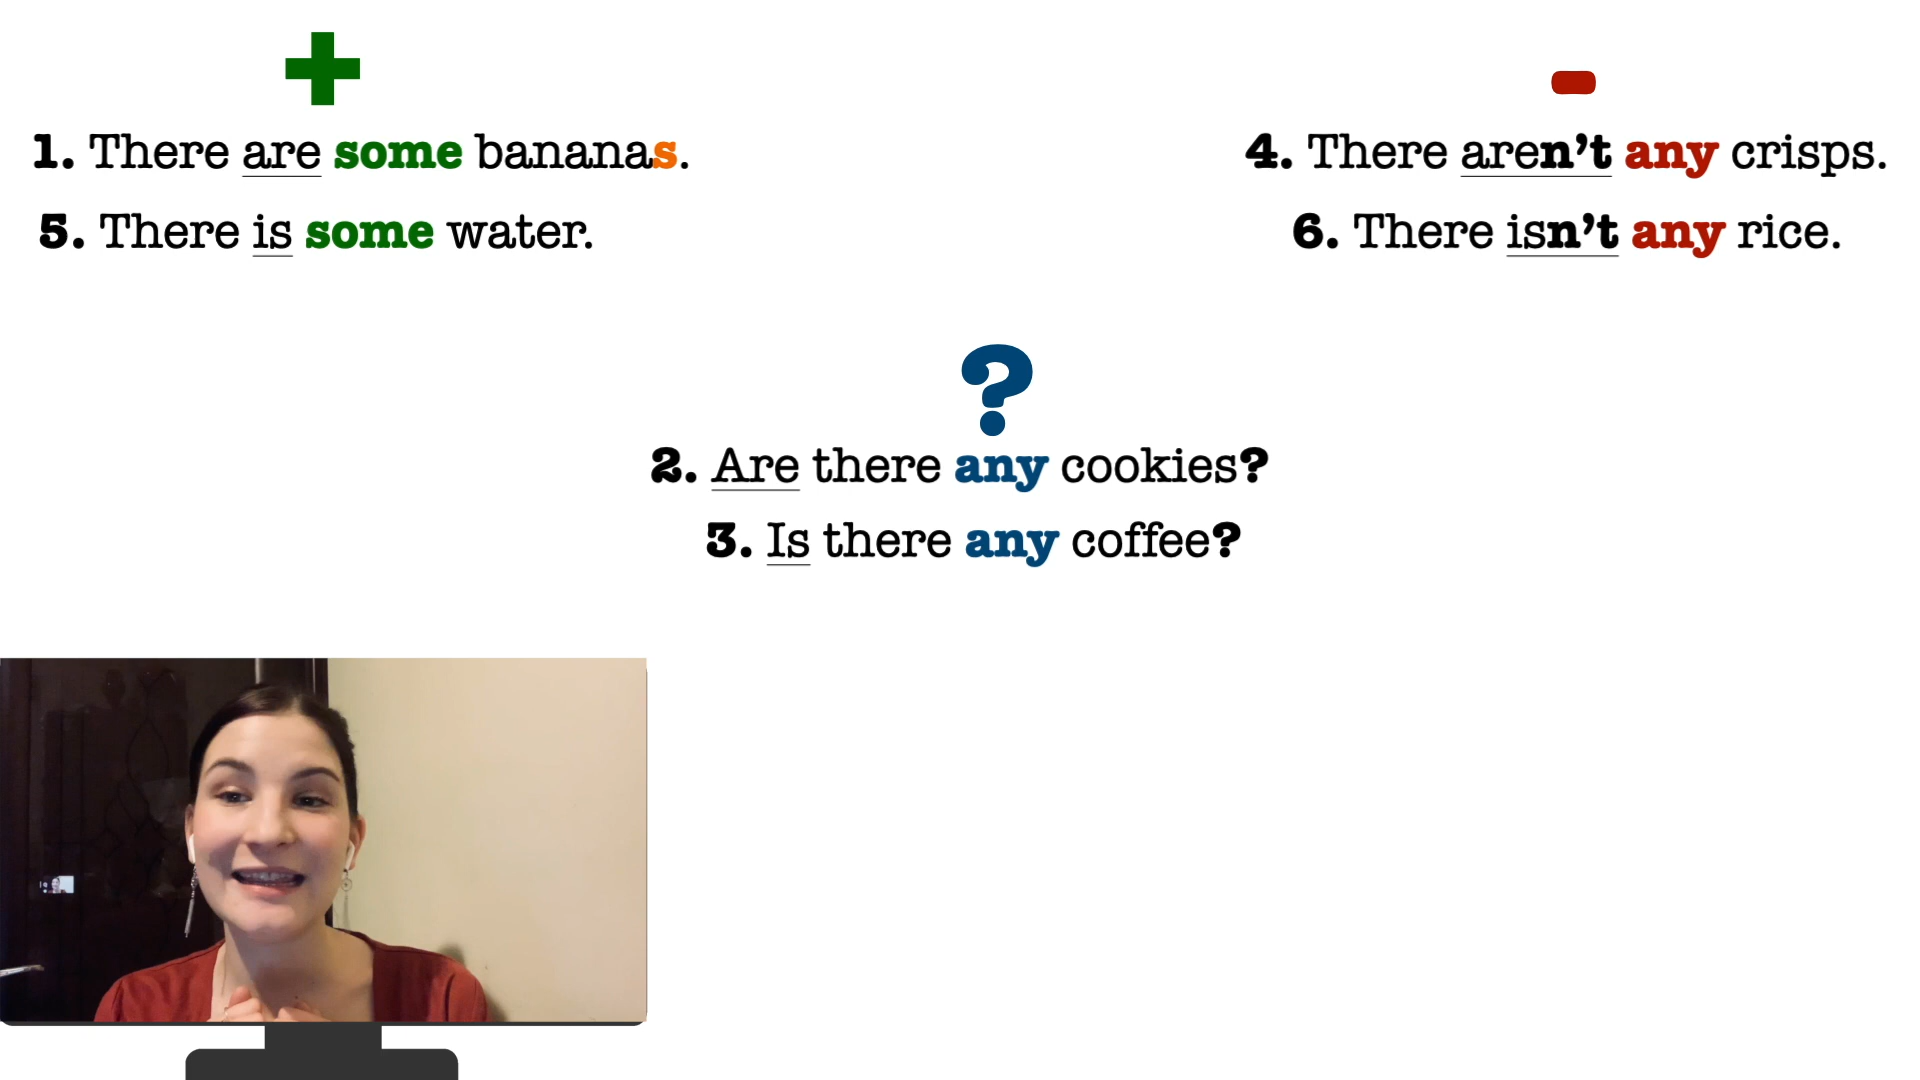 +
-
1. There are some bananas.
4. There aren’t any crisps.
5. There is some water.
6. There isn’t any rice.
?
2. Are there any cookies?
3. Is there any coffee?